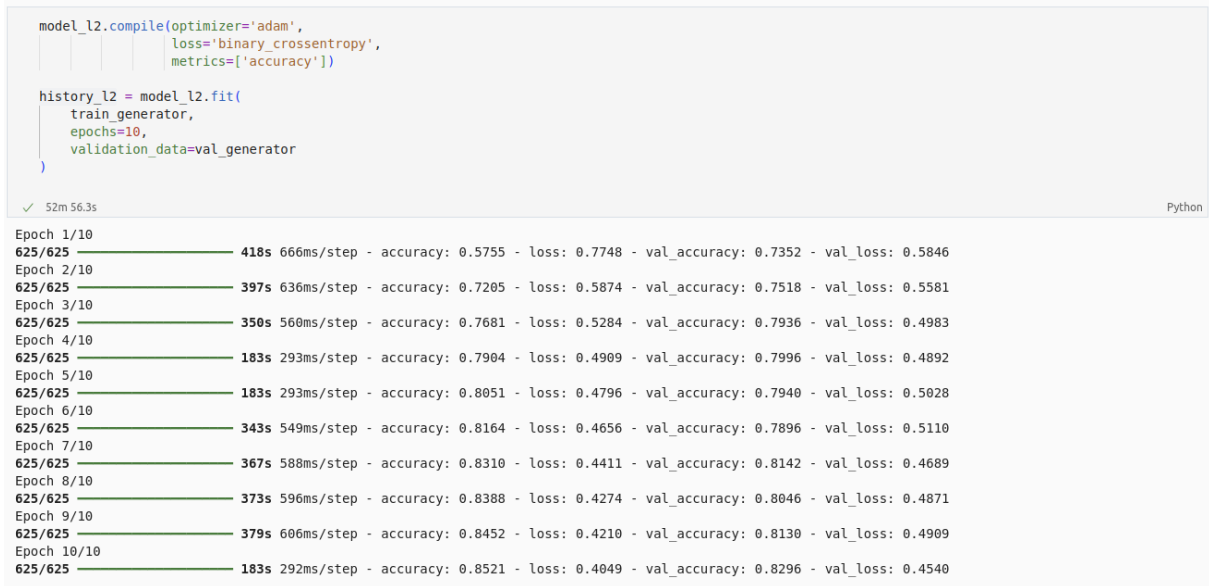 model_l2.compile(optimizer='adam',
loss='binary_crossentropy',
metrics=['accuracy'])
history_l2 = model_l2.fit(
train_generator,
epochs=10,
validation_data=val_generator
)
✓ 52m 56.3s
Python
Epoch 1/10
625/625 ━━━━━━━━━━━━━━━━━━━━ 418s 666ms/step - accuracy: 0.5755 - loss: 0.7748 - val_accuracy: 0.7352 - val_loss: 0.5846
Epoch 2/10
625/625 ━━━━━━━━━━━━━━━━━━━━ 397s 636ms/step - accuracy: 0.7205 - loss: 0.5874 - val_accuracy: 0.7518 - val_loss: 0.5581
Epoch 3/10
625/625 ━━━━━━━━━━━━━━━━━━━━ 350s 560ms/step - accuracy: 0.7681 - loss: 0.5284 - val_accuracy: 0.7936 - val_loss: 0.4983
Epoch 4/10
625/625 ━━━━━━━━━━━━━━━━━━━━ 183s 293ms/step - accuracy: 0.7904 - loss: 0.4909 - val_accuracy: 0.7996 - val_loss: 0.4892
Epoch 5/10
625/625 ━━━━━━━━━━━━━━━━━━━━ 183s 293ms/step - accuracy: 0.8051 - loss: 0.4796 - val_accuracy: 0.7940 - val_loss: 0.5028
Epoch 6/10
625/625 ━━━━━━━━━━━━━━━━━━━━ 343s 549ms/step - accuracy: 0.8164 - loss: 0.4656 - val_accuracy: 0.7896 - val_loss: 0.5110
Epoch 7/10
625/625 ━━━━━━━━━━━━━━━━━━━━ 367s 588ms/step - accuracy: 0.8310 - loss: 0.4411 - val_accuracy: 0.8142 - val_loss: 0.4689
Epoch 8/10
625/625 ━━━━━━━━━━━━━━━━━━━━ 373s 596ms/step - accuracy: 0.8388 - loss: 0.4274 - val_accuracy: 0.8046 - val_loss: 0.4871
Epoch 9/10
625/625 ━━━━━━━━━━━━━━━━━━━━ 379s 606ms/step - accuracy: 0.8452 - loss: 0.4210 - val_accuracy: 0.8130 - val_loss: 0.4909
Epoch 10/10
625/625 ━━━━━━━━━━━━━━━━━━━━ 183s 292ms/step - accuracy: 0.8521 - loss: 0.4049 - val_accuracy: 0.8296 - val_loss: 0.4540